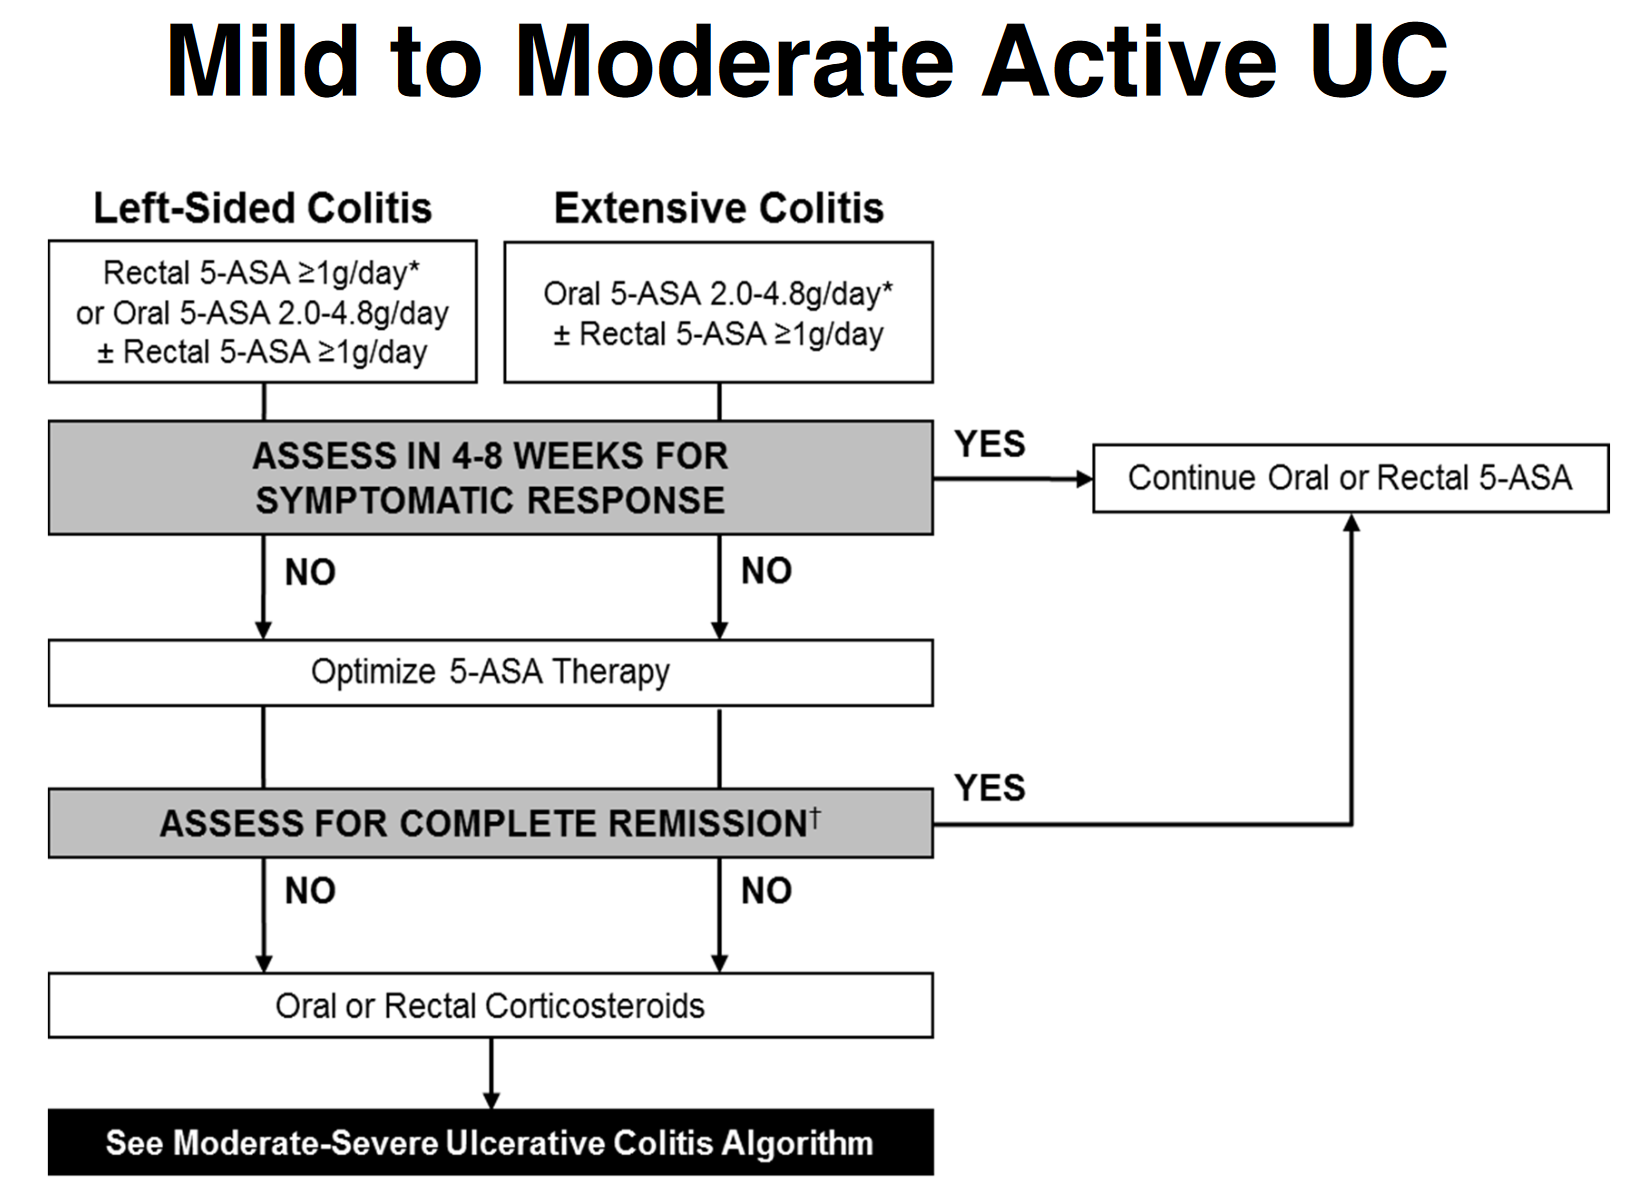 Mild to Moderate Active UC
Left-Sided Colitis
Rectal 5-ASA ≥1g/day*
or Oral 5-ASA 2.0-4.8g/day
± Rectal 5-ASA ≥1g/day
Extensive Colitis
Oral 5-ASA 2.0-4.8g/day*
± Rectal 5-ASA ≥1g/day
ASSESS IN 4-8 WEEKS FOR
SYMPTOMATIC RESPONSE
YES
Continue Oral or Rectal 5-ASA
NO
NO
Optimize 5-ASA Therapy
ASSESS FOR COMPLETE REMISSION†
YES
NO
NO
Oral or Rectal Corticosteroids
See Moderate-Severe Ulcerative Colitis Algorithm